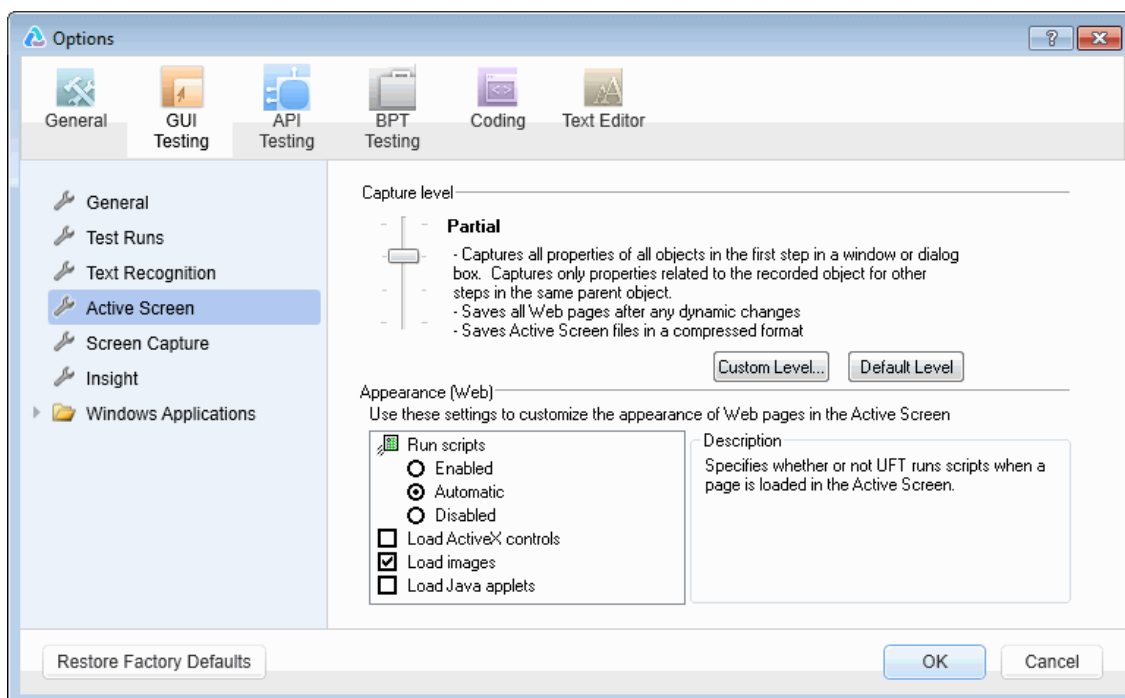 Options
General
GUI
Testing
API
Testing
BPT
Testing
Coding
Text Editor
General
Test Runs
Text Recognition
Active Screen
Screen Capture
Insight
Windows Applications
Capture level
Partial
- Captures all properties of all objects in the first step in a window or dialog
box. Captures only properties related to the recorded object for other
steps in the same parent object.
- Saves all Web pages after any dynamic changes
- Saves Active Screen files in a compressed format
Custom Level...
Default Level
Appearance (Web)
Use these settings to customize the appearance of Web pages in the Active Screen
Run scripts
Enabled
Automatic
Disabled
Load ActiveX controls
Load images
Load Java applets
Description
Specifies whether or not UFT runs scripts when a
page is loaded in the Active Screen.
Restore Factory Defaults
OK
Cancel